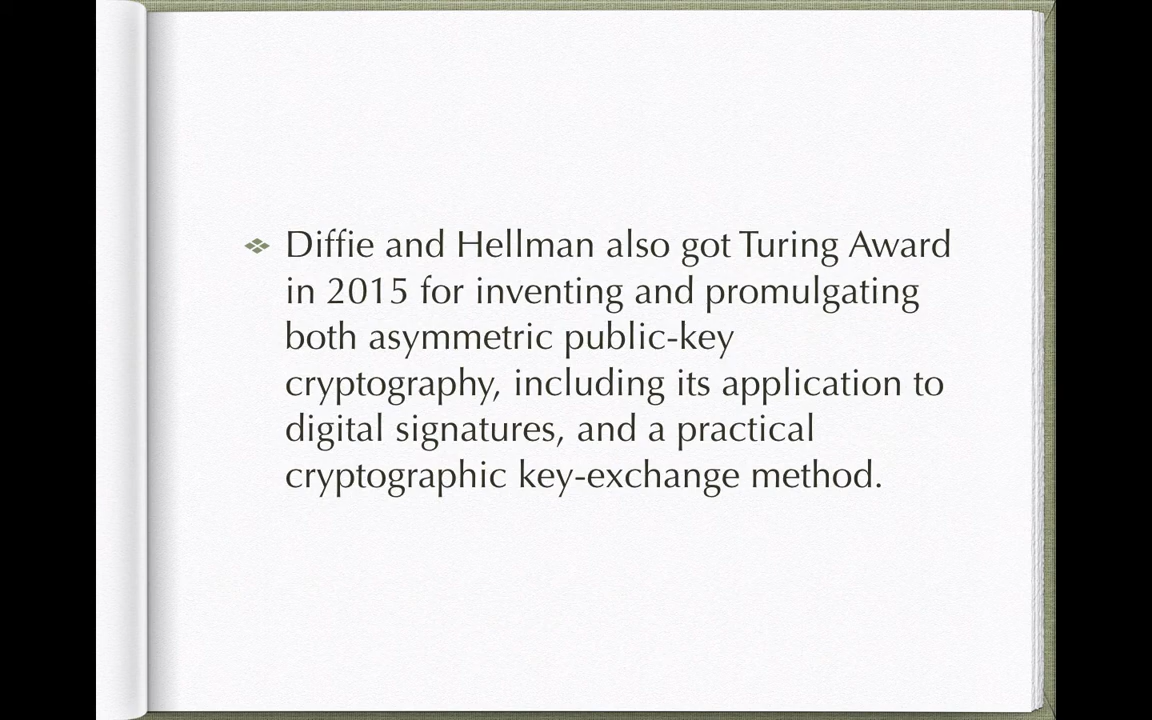 Diffie and Hellman also got Turing Award
in 2015 for inventing and promulgating
both asymmetric public-key
cryptography, including its application to
digital signatures, and a practical
cryptographic key-exchange method.